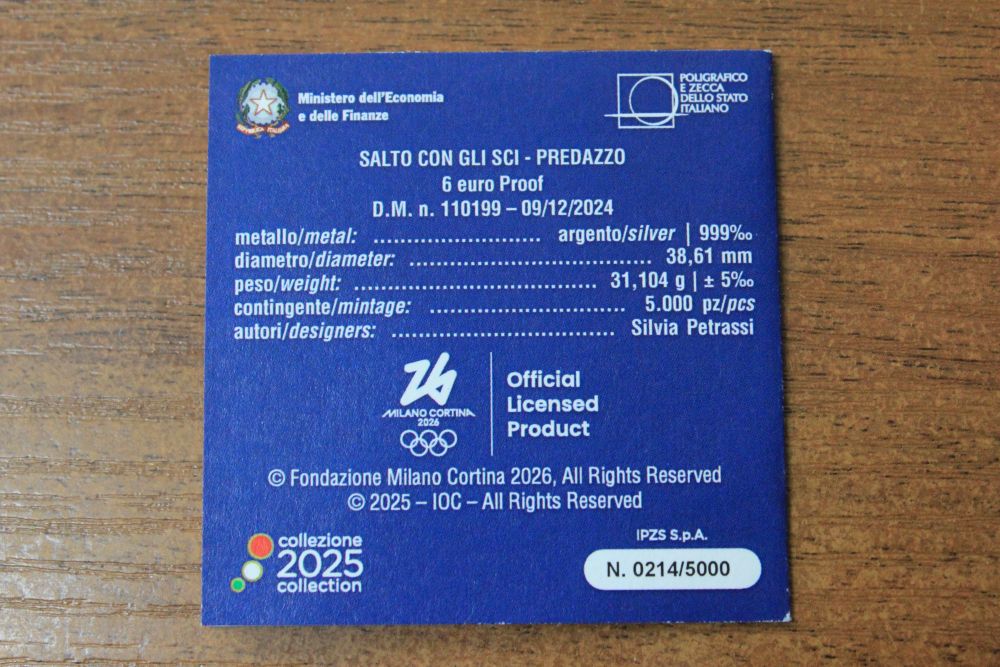 Ministero dell'Economia
e delle Finanze
REPVBBLICA ITALIANA
POLIGRAFICO
E ZECCA
DELLO STATO
ITALIANO
SALTO CON GLI SCI - PREDAZZO
6 euro Proof
D.M. n. 110199 – 09/12/2024
metallo/metal: ........................... argento/silver | 999‰
diametro/diameter: ....................................... 38,61 mm
peso/weight: ....................................... 31,104 g | ± 5‰
contingente/mintage: ................................ 5.000 pz/pcs
autori/designers: .................................... Silvia Petrassi
26
MILANO CORTINA
2026
Official
Licensed
Product
© Fondazione Milano Cortina 2026, All Rights Reserved
© 2025 – IOC – All Rights Reserved
collezione
2025
collection
IPZS S.p.A.
N. 0214/5000